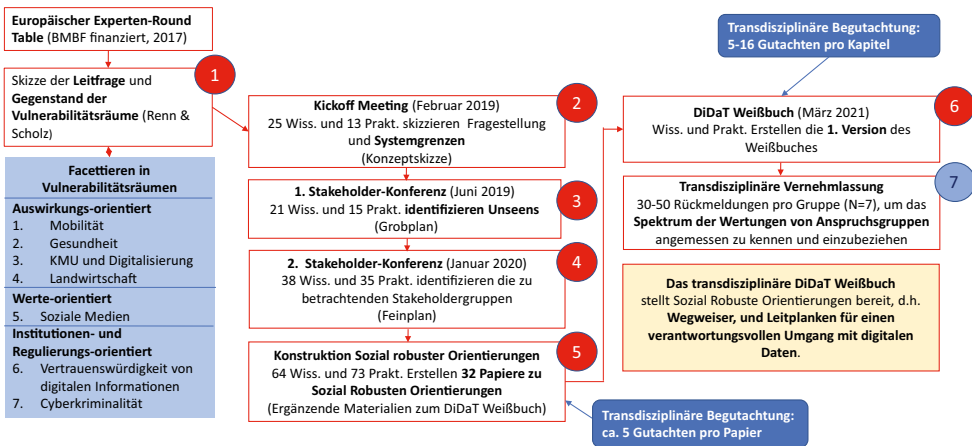 Europäischer Experten-Round
Table (BMBF finanziert, 2017)
1
Skizze der Leitfrage und
Gegenstand der
Vulnerabilitätsräume (Renn &
Scholz)
Facettieren in
Vulnerabilitätsräumen
Auswirkungs-orientiert
1. Mobilität
2. Gesundheit
3. KMU und Digitalisierung
4. Landwirtschaft
Werte-orientiert
5. Soziale Medien
Institutionen- und
Regulierungs-orientiert
6. Vertrauenswürdigkeit von
digitalen Informationen
7. Cyberkriminalität
2
Kickoff Meeting (Februar 2019)
25 Wiss. und 13 Prakt. skizzieren Fragestellung
und Systemgrenzen
(Konzeptskizze)
3
1. Stakeholder-Konferenz (Juni 2019)
21 Wiss. und 15 Prakt. identifizieren Unseens
(Grobplan)
4
2. Stakeholder-Konferenz (Januar 2020)
38 Wiss. und 35 Prakt. identifizieren die zu
betrachtenden Stakeholdergruppen
(Feinplan)
5
Konstruktion Sozial robuster Orientierungen
64 Wiss. und 73 Prakt. Erstellen 32 Papiere zu
Sozial Robusten Orientierungen
(Ergänzende Materialien zum DiDaT Weißbuch)
Transdisziplinäre Begutachtung:
ca. 5 Gutachten pro Papier
Transdisziplinäre Begutachtung:
5-16 Gutachten pro Kapitel
6
DiDaT Weißbuch (März 2021)
Wiss. und Prakt. Erstellen die 1. Version des
Weißbuches
7
Transdisziplinäre Vernehmlassung
30-50 Rückmeldungen pro Gruppe (N=7), um das
Spektrum der Wertungen von Anspruchsgruppen
angemessen zu kennen und einzubeziehen
Das transdisziplinäre DiDaT Weißbuch
stellt Sozial Robuste Orientierungen bereit, d.h.
Wegweiser, und Leitplanken für einen
verantwortungsvollen Umgang mit digitalen
Daten.